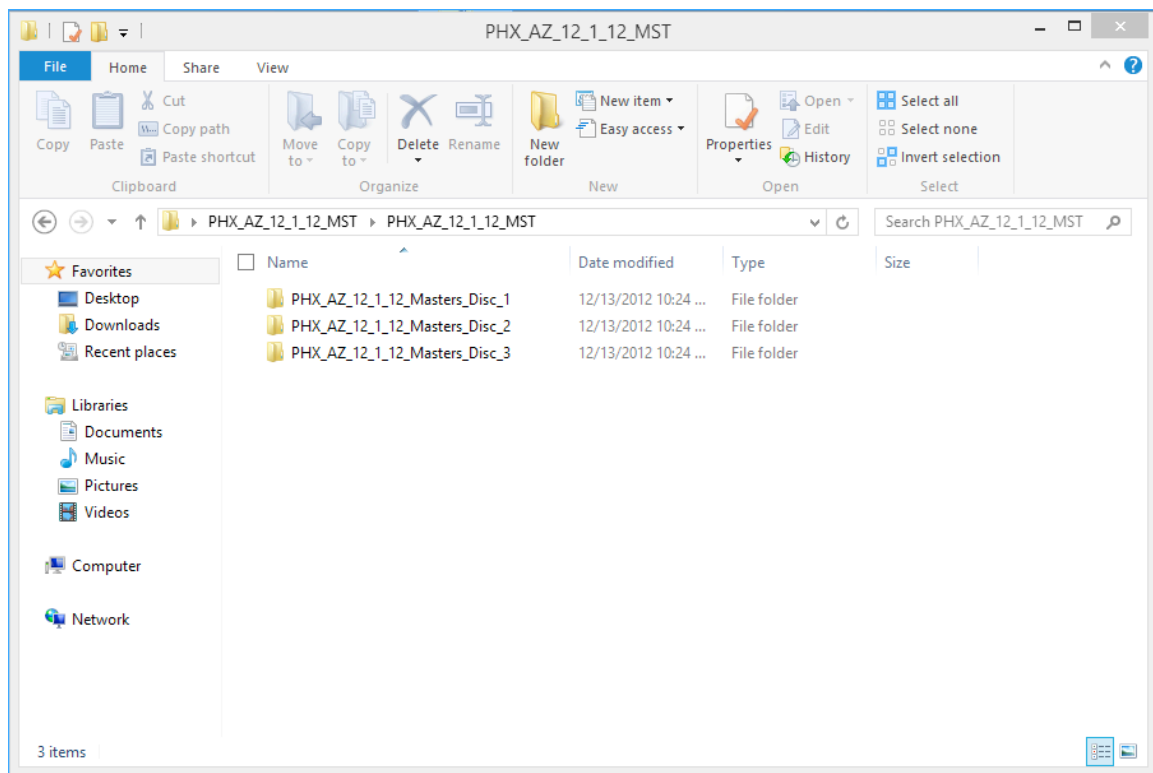 PHX_AZ_12_1_12_MST
File Home Share View
Copy
Paste
Cut
Copy path
Paste shortcut
Clipboard
Move to
Copy to
Delete
Rename
Organize
New folder
New item
Easy access
New
Properties
Open
Edit
History
Open
Select all
Select none
Invert selection
Select
PHX_AZ_12_1_12_MST PHX_AZ_12_1_12_MST
Search PHX_AZ_12_1_12_MST
Favorites
Desktop
Downloads
Recent places
Libraries
Documents
Music
Pictures
Videos
Computer
Network
Name Date modified Type Size
PHX_AZ_12_1_12_Masters_Disc_1 12/13/2012 10:24 ... File folder
PHX_AZ_12_1_12_Masters_Disc_2 12/13/2012 10:24 ... File folder
PHX_AZ_12_1_12_Masters_Disc_3 12/13/2012 10:24 ... File folder
3 items